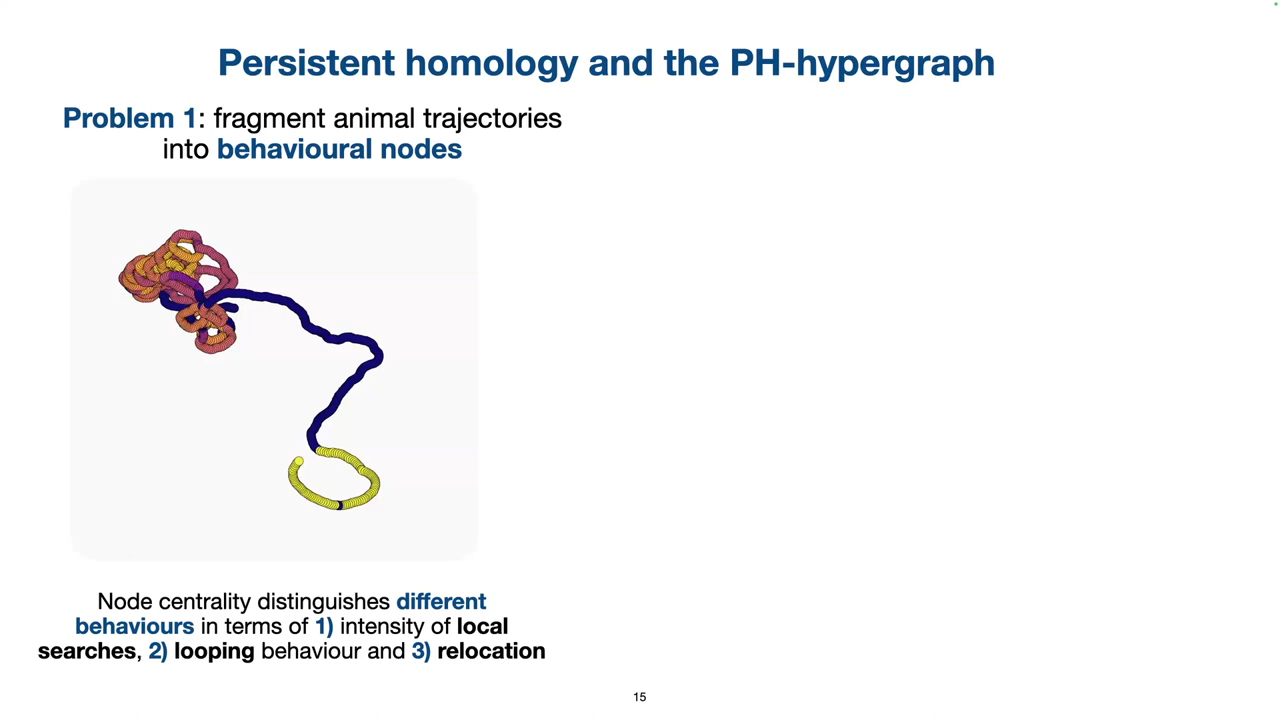 Persistent homology and the PH-hypergraph
Problem 1: fragment animal trajectories
into behavioural nodes
Node centrality distinguishes different
behaviours in terms of 1) intensity of local
searches, 2) looping behaviour and 3) relocation
15